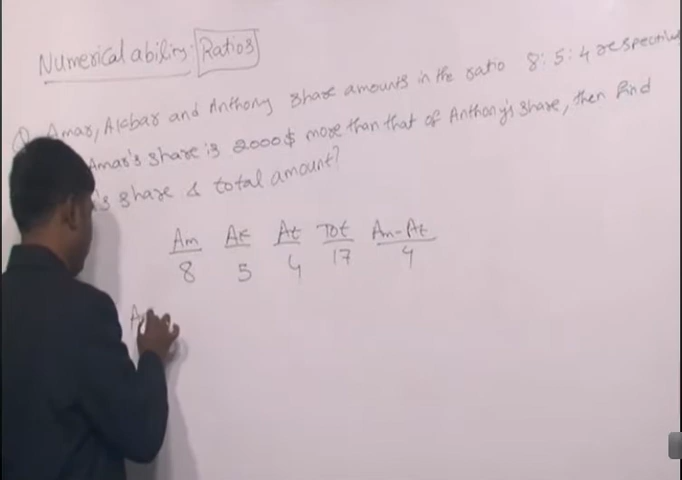 Numerical ability: Ratios
Amar, Akbar and Anthony share amounts in the ratio 8:5:4 respectively
Amar's share is 2000$ more than that of Anthony's share, then find
's share & total amount?
Am Ak At Tot Am-At
8 5 4 17 4
A